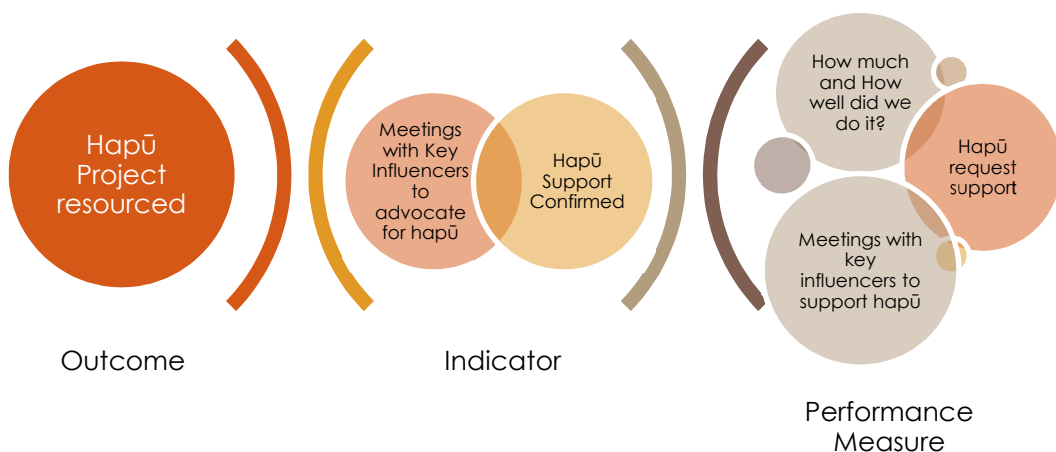 Hapū
Project
resourced
Outcome
Meetings
with Key
Influencers
to
advocate
for hapū
Hapū
Support
Confirmed
Indicator
How much
and How
well did we
do it?
Hapū
request
support
Meetings with
key
influencers to
support hapū
Performance
Measure